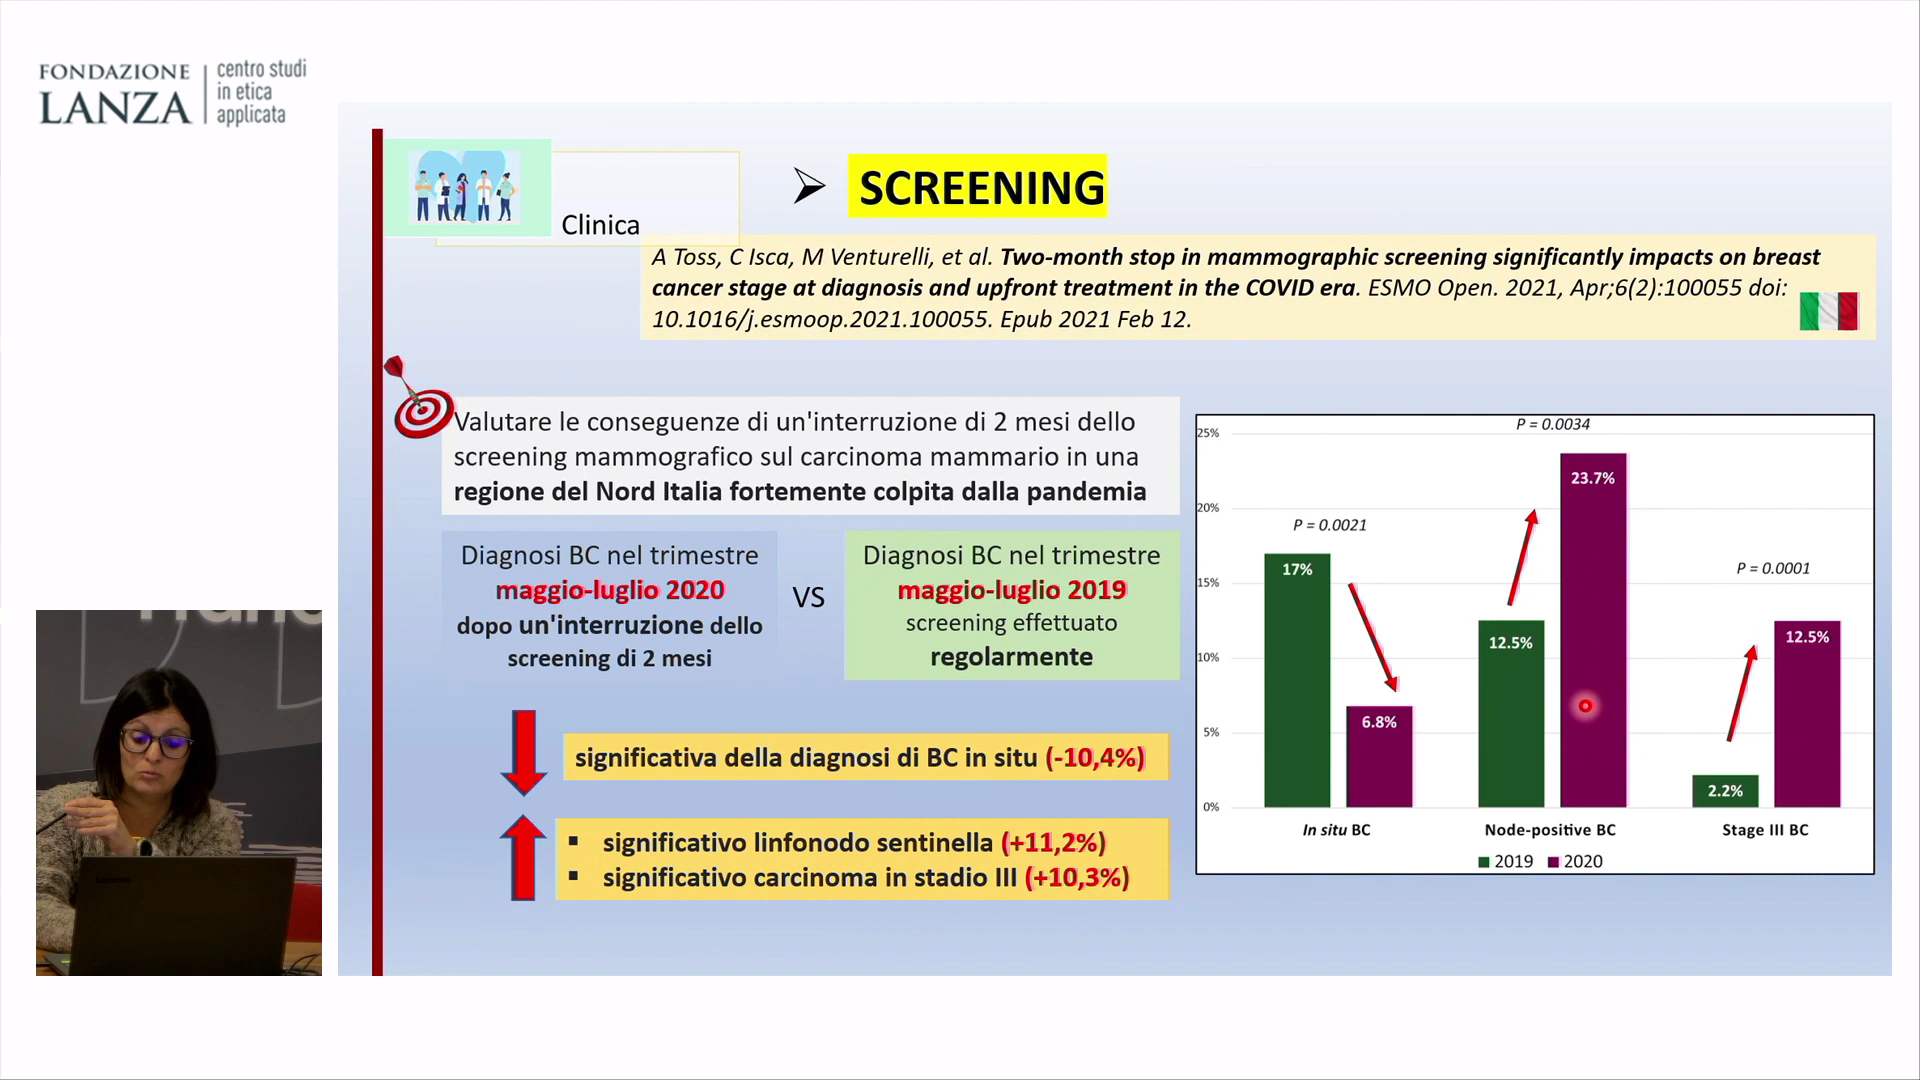 FONDAZIONE
LANZA
centro studi
in etica
applicata
Clinica
SCREENING
A Toss, C Isca, M Venturelli, et al. Two-month stop in mammographic screening significantly impacts on breast
cancer stage at diagnosis and upfront treatment in the COVID era. ESMO Open. 2021, Apr;6(2):100055 doi:
10.1016/j.esmoop.2021.100055. Epub 2021 Feb 12.
Valutare le conseguenze di un'interruzione di 2 mesi dello
screening mammografico sul carcinoma mammario in una
regione del Nord Italia fortemente colpita dalla pandemia
Diagnosi BC nel trimestre
maggio-luglio 2020
dopo un'interruzione dello
screening di 2 mesi
VS
Diagnosi BC nel trimestre
maggio-luglio 2019
screening effettuato
regolarmente
significativa della diagnosi di BC in situ (-10,4%)
▪ significativo linfonodo sentinella (+11,2%)
▪ significativo carcinoma in stadio III (+10,3%)
25%
20%
15%
10%
5%
0%
P = 0.0021
P = 0.0034
P = 0.0001
17%
6.8%
12.5%
23.7%
2.2%
12.5%
In situ BC
Node-positive BC
Stage III BC
2019 2020